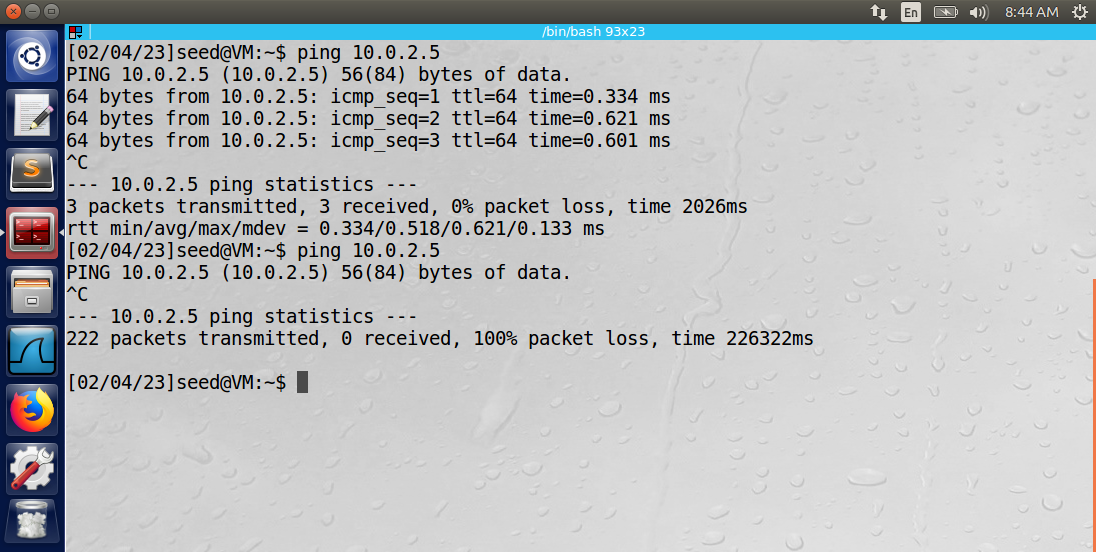 En
8:44 AM
/bin/bash 93x23
[02/04/23]seed@VM:~$ ping 10.0.2.5
PING 10.0.2.5 (10.0.2.5) 56(84) bytes of data.
64 bytes from 10.0.2.5: icmp_seq=1 ttl=64 time=0.334 ms
64 bytes from 10.0.2.5: icmp_seq=2 ttl=64 time=0.621 ms
64 bytes from 10.0.2.5: icmp_seq=3 ttl=64 time=0.601 ms
^C
--- 10.0.2.5 ping statistics ---
3 packets transmitted, 3 received, 0% packet loss, time 2026ms
rtt min/avg/max/mdev = 0.334/0.518/0.621/0.133 ms
[02/04/23]seed@VM:~$ ping 10.0.2.5
PING 10.0.2.5 (10.0.2.5) 56(84) bytes of data.
^C
--- 10.0.2.5 ping statistics ---
222 packets transmitted, 0 received, 100% packet loss, time 226322ms
[02/04/23]seed@VM:~$